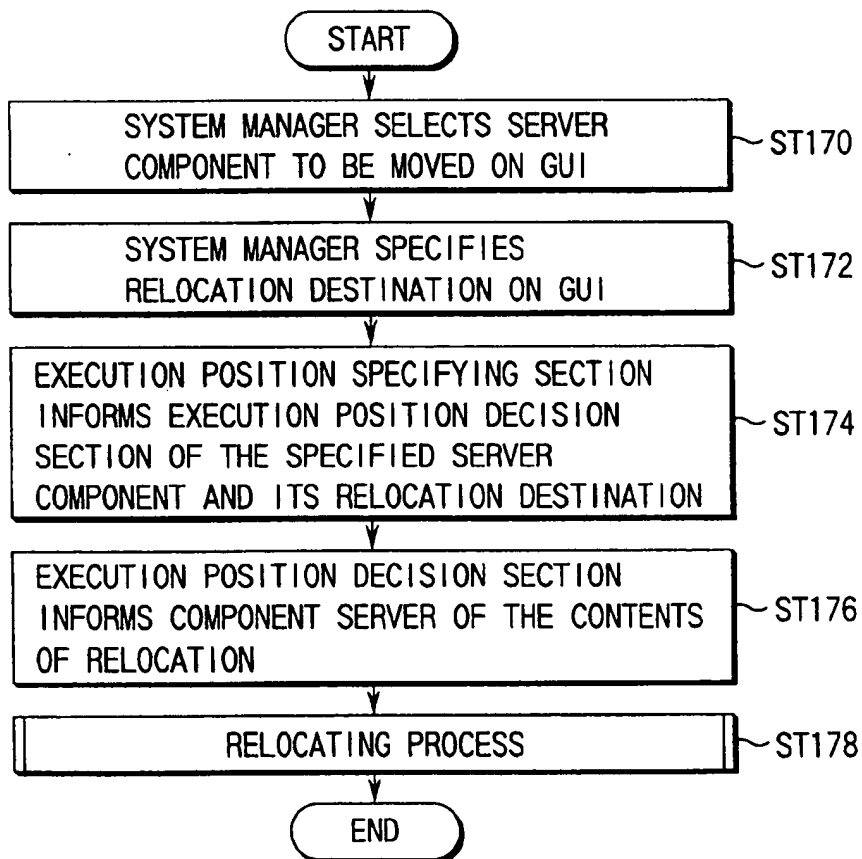 START
SYSTEM MANAGER SELECTS SERVER
COMPONENT TO BE MOVED ON GUI
ST170
SYSTEM MANAGER SPECIFIES
RELOCATION DESTINATION ON GUI
ST172
EXECUTION POSITION SPECIFYING SECTION
INFORMS EXECUTION POSITION DECISION
SECTION OF THE SPECIFIED SERVER
COMPONENT AND ITS RELOCATION DESTINATION
ST174
EXECUTION POSITION DECISION SECTION
INFORMS COMPONENT SERVER OF THE CONTENTS
OF RELOCATION
ST176
RELOCATING PROCESS
ST178
END